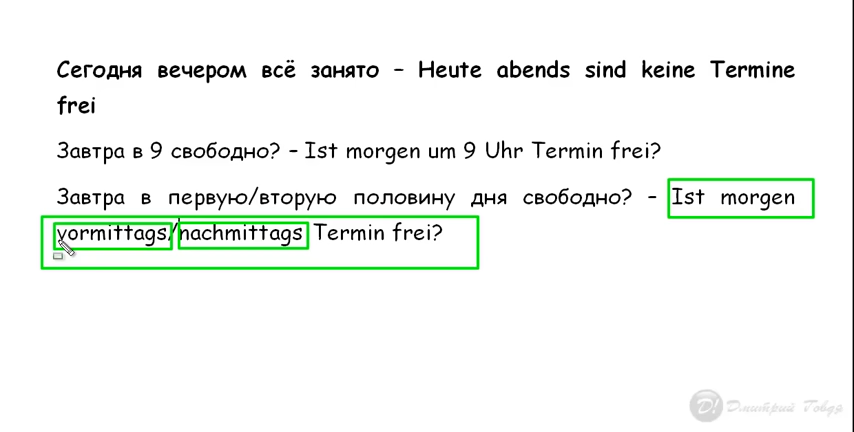 Сегодня вечером всё занято – Heute abends sind keine Termine
frei
Завтра в 9 свободно? – Ist morgen um 9 Uhr Termin frei?
Завтра в первую/вторую половину дня свободно? – Ist morgen
vormittags/nachmittags Termin frei?
D! Дмитрий Говдя